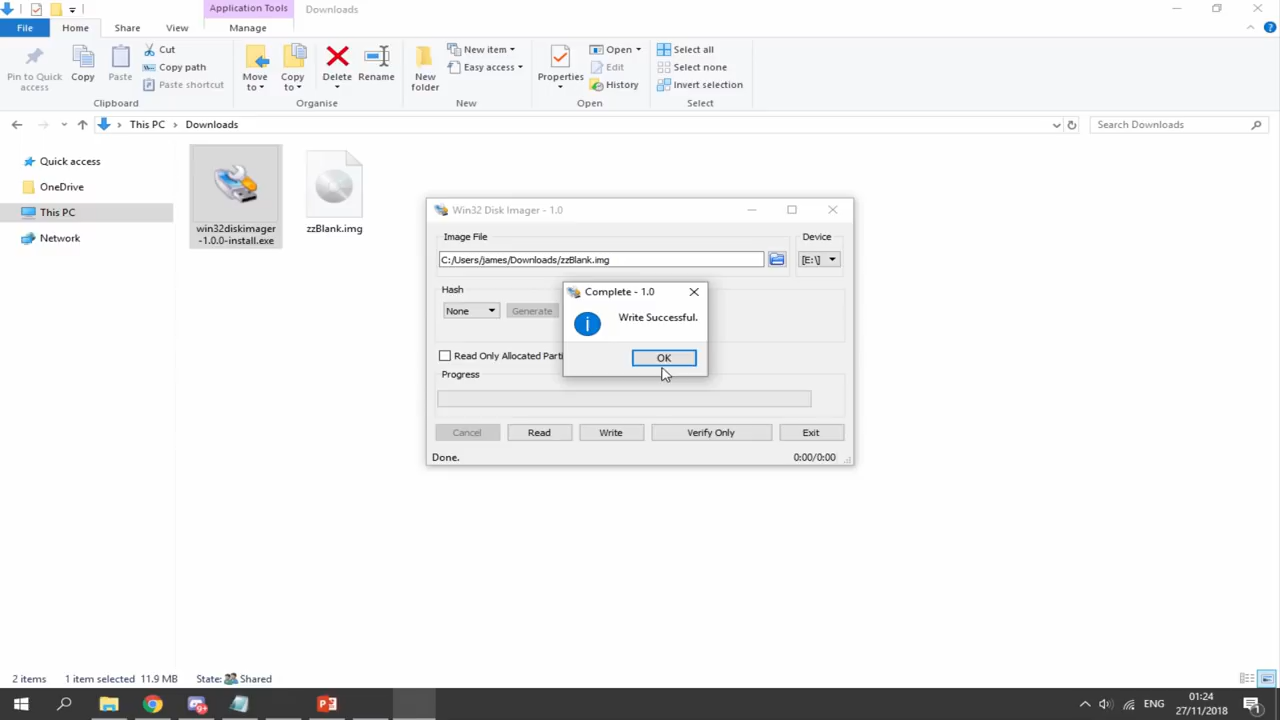 Application Tools
Downloads
File
Home
Share
View
Manage
Pin to Quick access
Copy
Paste
Cut
Copy path
Paste shortcut
Clipboard
Move to
Copy to
Delete
Rename
Organise
New folder
New item
Easy access
New
Properties
Open
Edit
History
Open
Select all
Select none
Invert selection
Select
This PC
Downloads
Search Downloads
Quick access
OneDrive
This PC
Network
win32diskimager
-1.0.0-install.exe
zzBlank.img
Win32 Disk Imager - 1.0
Image File
Device
C:/Users/james/Downloads/zzBlank.img
[E:\]
Hash
None
Generate
Complete - 1.0
Write Successful.
OK
Read Only Allocated Parti
Progress
Cancel
Read
Write
Verify Only
Exit
Done.
0:00/0:00
2 items
1 item selected 11.9 MB
State:
Shared
ENG
01:24
27/11/2018
1